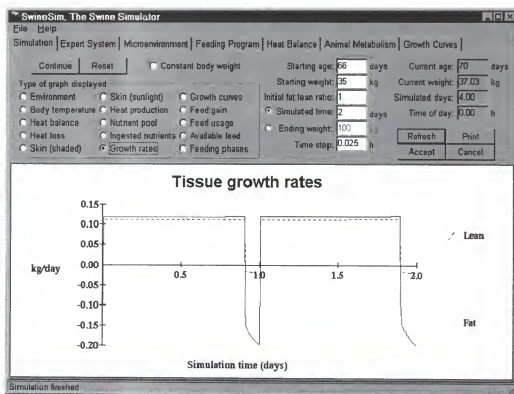 SwineSim, The Swine Simulator
File Help
Simulation Expert System Microenvironment Feeding Program Heat Balance Animal Metabolism Growth Curves
Continue Reset Constant body weight
Type of graph displayed
Environment Skin (sunlight) Growth curves
Body temperature Heat production Feed:gain
Heat balance Nutrient pool Feed usage
Heat loss Ingested nutrients Available feed
Skin (shaded) Growth rates Feeding phases
Starting age: 66 days
Starting weight: 35 kg
Initial fat:lean ratio: 1
Simulated time: 2 days
Ending weight: 100 kg
Time step: 0.025 h
Current age: 70 days
Current weight: 37.03 kg
Simulated days: 4.00
Time of day: 0.00 h
Refresh Print
Accept Cancel
Tissue growth rates
0.15
0.10
0.05
0.00
-0.05
-0.10
-0.15
-0.20
kg/day
0.5 1.0 1.5 2.0
Lean
Fat
Simulation time (days)
Simulation finished